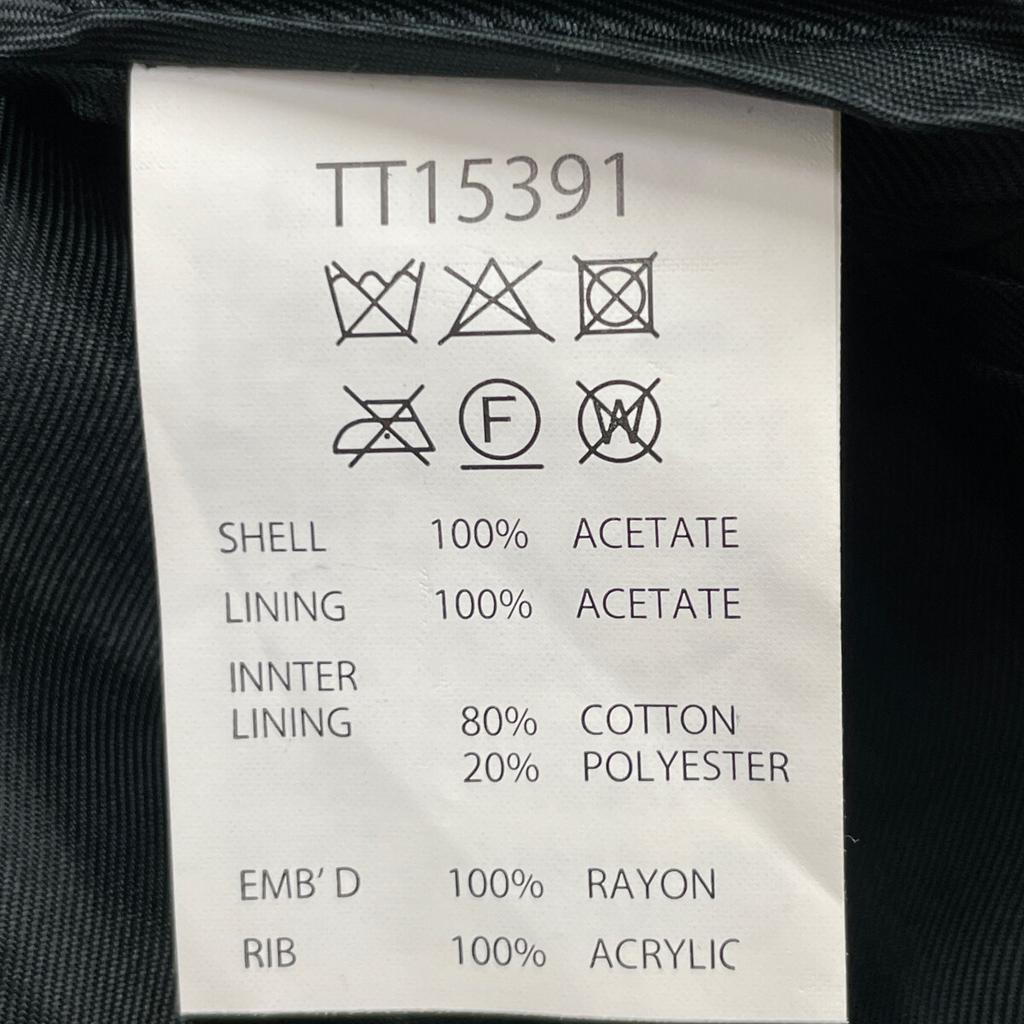 TT15391
F W
SHELL 100% ACETATE
LINING 100% ACETATE
INNTER
LINING 80% COTTON
20% POLYESTER
EMB' D 100% RAYON
RIB 100% ACRYLIC